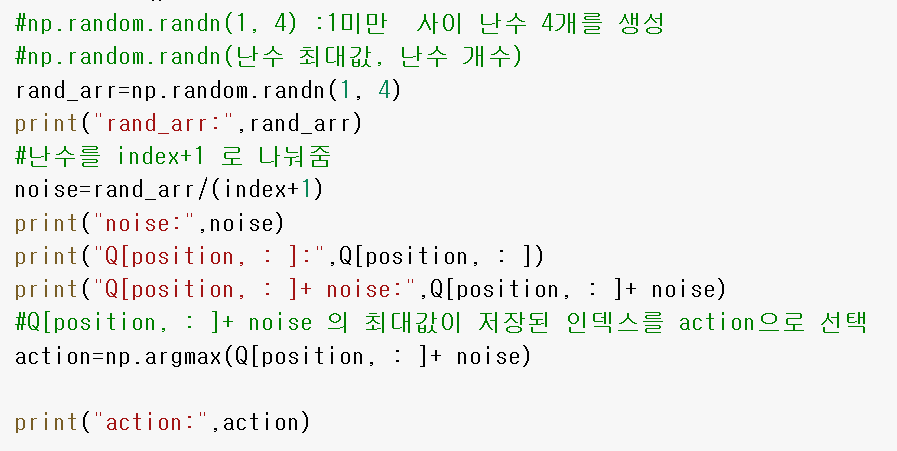 #np.random.randn(1, 4) :1미만  사이 난수 4개를 생성
#np.random.randn(난수 최대값, 난수 개수)
rand_arr=np.random.randn(1, 4)
print("rand_arr:",rand_arr)
#난수를 index+1 로 나눠줌
noise=rand_arr/(index+1)
print("noise:",noise)
print("Q[position, : ]:",Q[position, : ])
print("Q[position, : ]+ noise:",Q[position, : ]+ noise)
#Q[position, : ]+ noise 의 최대값이 저장된 인덱스를 action으로 선택
action=np.argmax(Q[position, : ]+ noise)
print("action:",action)